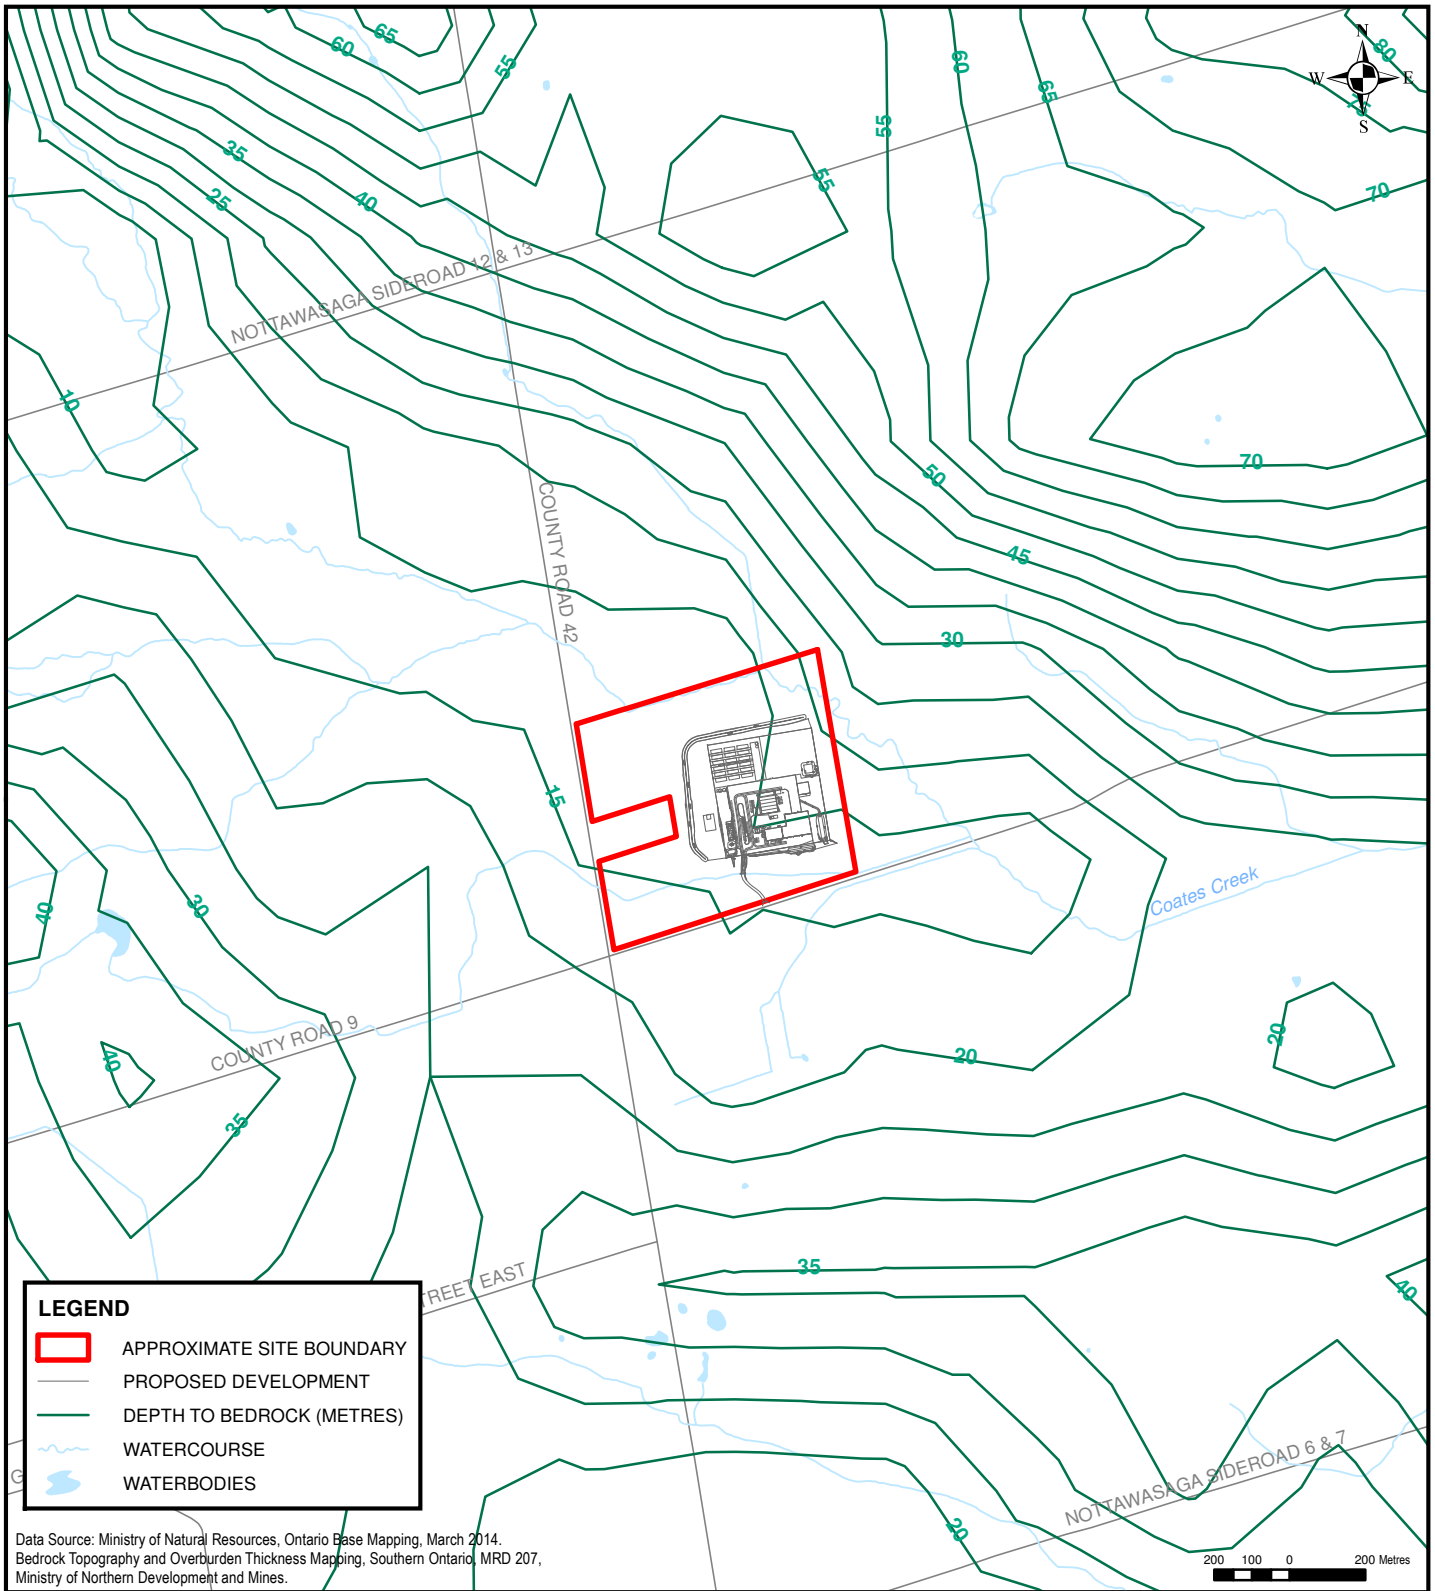 65
60
55
N
W
E
S
80
75
60
65
55
70
35
25
40
55
NOTTAWASAGA SIDEROAD 12 & 13
10
70
50
COUNTY ROAD 42
45
30
15
30
40
Coates Creek
COUNTY ROAD 9
20
20
40
35
35
40
TREET EAST
20
NOTTAWASAGA SIDEROAD 6 & 7
G
LEGEND
APPROXIMATE SITE BOUNDARY
PROPOSED DEVELOPMENT
DEPTH TO BEDROCK (METRES)
WATERCOURSE
WATERBODIES
Data Source: Ministry of Natural Resources, Ontario Base Mapping, March 2014.
Bedrock Topography and Overburden Thickness Mapping, Southern Ontario, MRD 207,
Ministry of Northern Development and Mines.
200 100 0 200 Metres